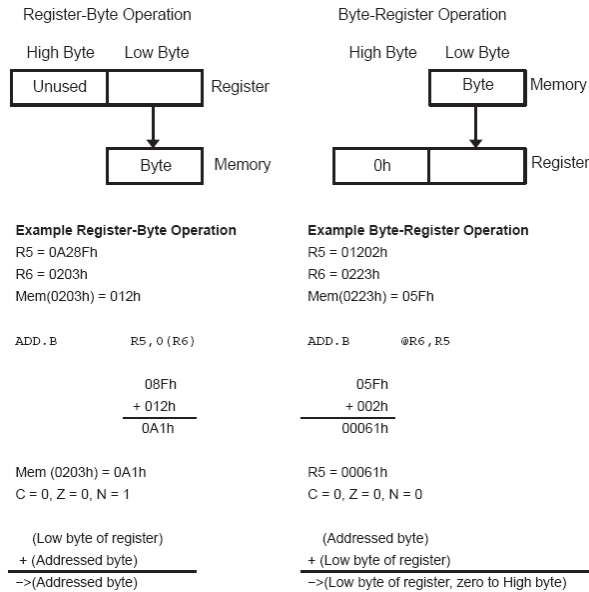 Register-Byte Operation
High Byte Low Byte
Unused Register
Byte Memory
Example Register-Byte Operation
R5 = 0A28Fh
R6 = 0203h
Mem(0203h) = 012h
ADD.B R5,0(R6)
08Fh
+ 012h
0A1h
Mem (0203h) = 0A1h
C = 0, Z = 0, N = 1
(Low byte of register)
+ (Addressed byte)
−>(Addressed byte)
Byte-Register Operation
High Byte Low Byte
Byte Memory
0h Register
Example Byte-Register Operation
R5 = 01202h
R6 = 0223h
Mem(0223h) = 05Fh
ADD.B @R6,R5
05Fh
+ 002h
00061h
R5 = 00061h
C = 0, Z = 0, N = 0
(Addressed byte)
+ (Low byte of register)
−>(Low byte of register, zero to High byte)